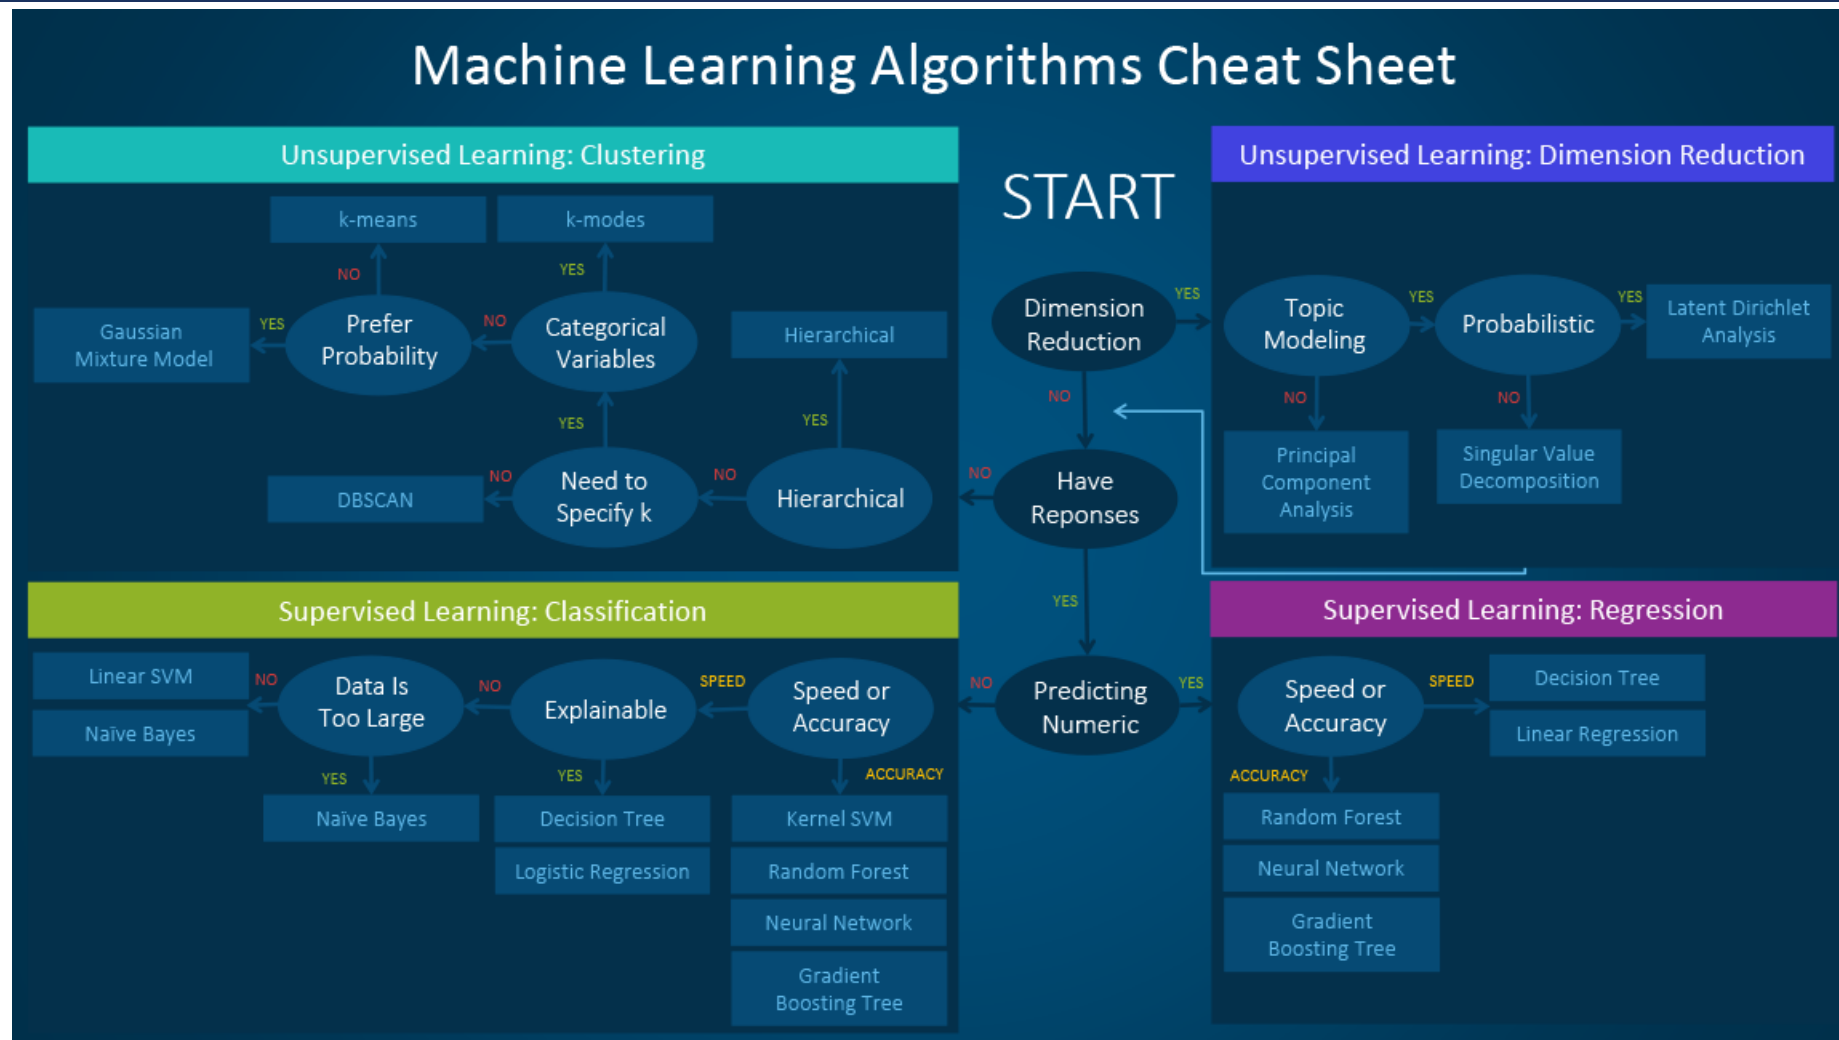 Machine Learning Algorithms Cheat Sheet
Unsupervised Learning: Clustering
k-means
k-modes
NO
YES
Gaussian
Mixture Model
YES
Prefer
Probability
NO
Categorical
Variables
Hierarchical
YES
YES
DBSCAN
NO
Need to
Specify k
NO
Hierarchical
START
Dimension
Reduction
YES
NO
NO
Have
Reponses
YES
NO
Predicting
Numeric
YES
Unsupervised Learning: Dimension Reduction
Topic
Modeling
YES
Probabilistic
YES
Latent Dirichlet
Analysis
NO
NO
Principal
Component
Analysis
Singular Value
Decomposition
Supervised Learning: Classification
Linear SVM
Naïve Bayes
NO
Data Is
Too Large
NO
Explainable
SPEED
Speed or
Accuracy
YES
YES
ACCURACY
Naïve Bayes
Decision Tree
Logistic Regression
Kernel SVM
Random Forest
Neural Network
Gradient
Boosting Tree
Supervised Learning: Regression
Speed or
Accuracy
SPEED
Decision Tree
Linear Regression
ACCURACY
Random Forest
Neural Network
Gradient
Boosting Tree